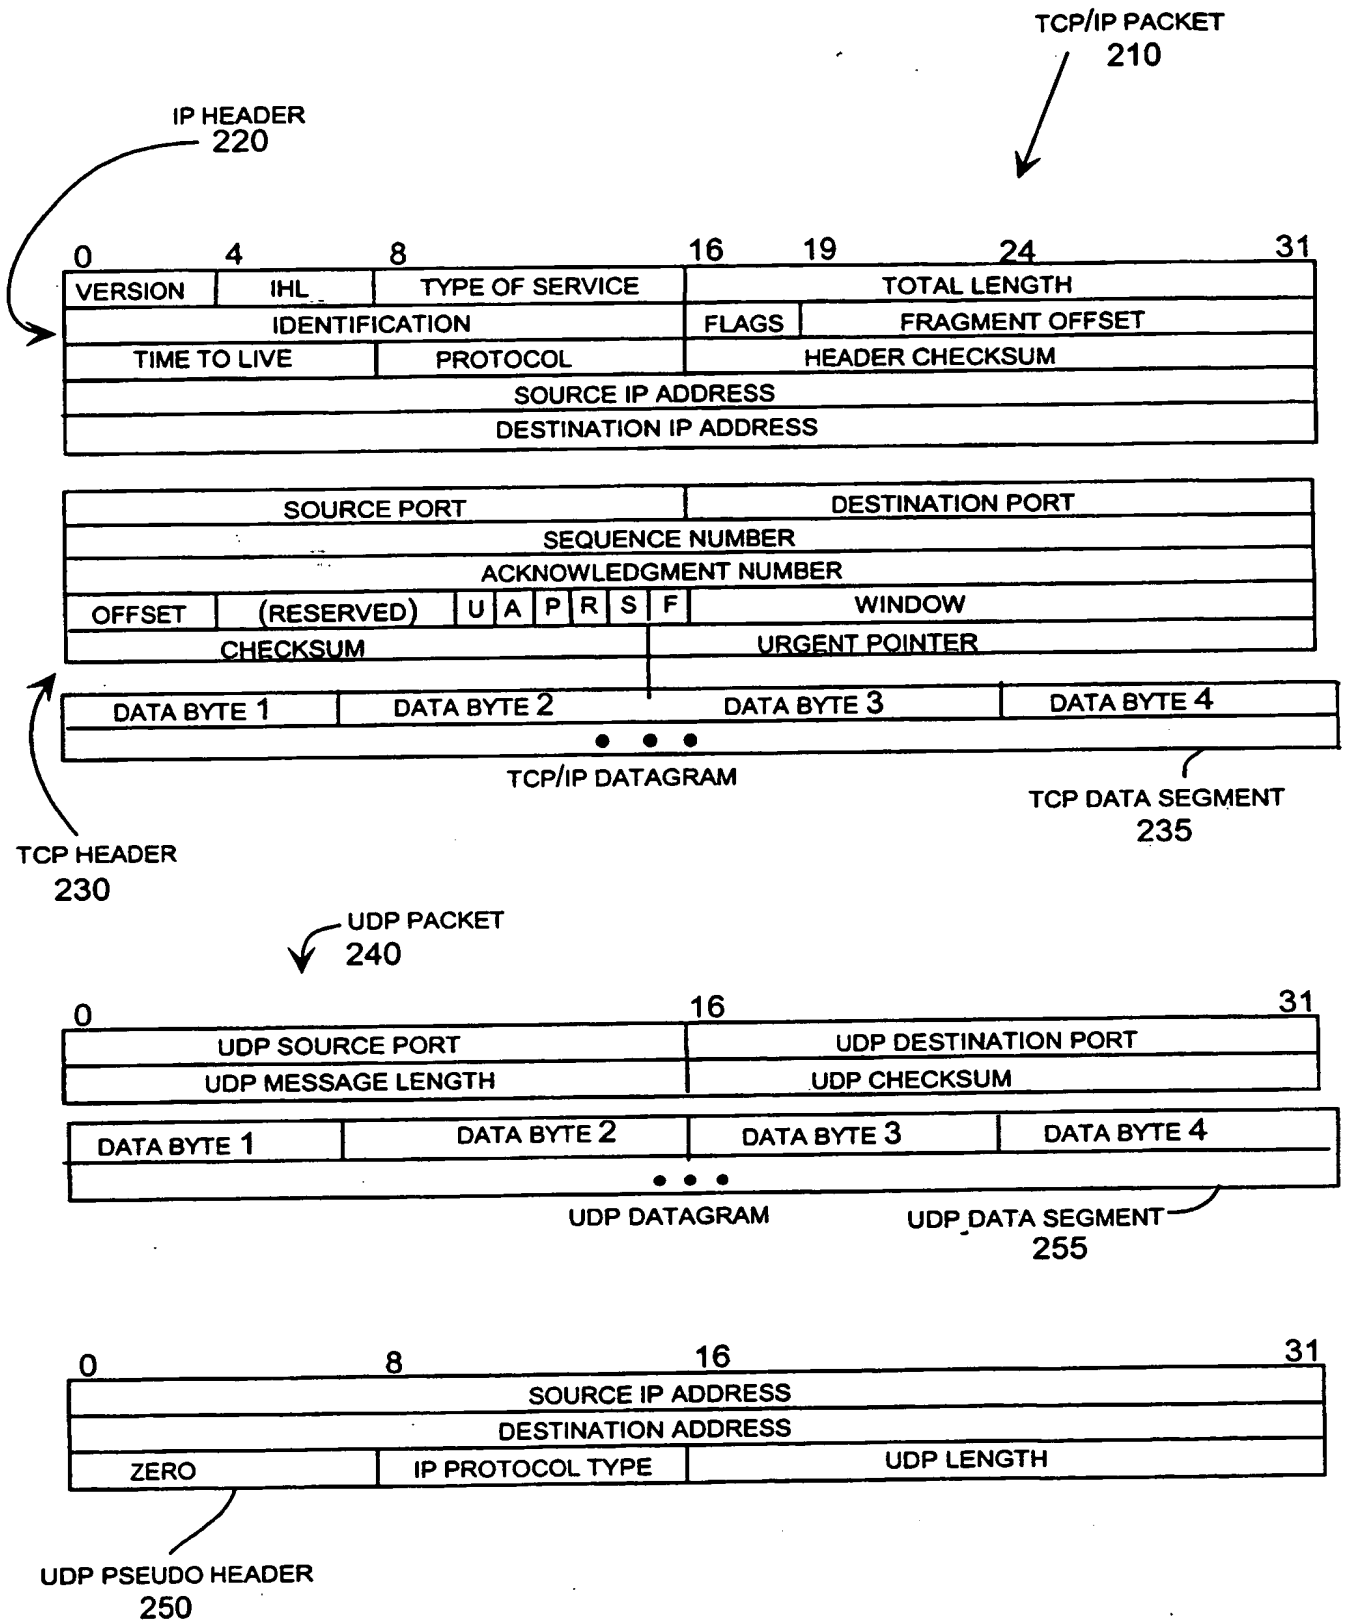 TCP/IP PACKET
210
IP HEADER
220
0 4 8 16 19 24 31
VERSION IHL TYPE OF SERVICE TOTAL LENGTH
IDENTIFICATION FLAGS FRAGMENT OFFSET
TIME TO LIVE PROTOCOL HEADER CHECKSUM
SOURCE IP ADDRESS
DESTINATION IP ADDRESS
SOURCE PORT DESTINATION PORT
SEQUENCE NUMBER
ACKNOWLEDGMENT NUMBER
OFFSET (RESERVED) U A P R S F WINDOW
CHECKSUM URGENT POINTER
DATA BYTE 1 DATA BYTE 2 DATA BYTE 3 DATA BYTE 4
• • •
TCP/IP DATAGRAM
TCP DATA SEGMENT
235
TCP HEADER
230
UDP PACKET
240
0 16 31
UDP SOURCE PORT UDP DESTINATION PORT
UDP MESSAGE LENGTH UDP CHECKSUM
DATA BYTE 1 DATA BYTE 2 DATA BYTE 3 DATA BYTE 4
• • •
UDP DATAGRAM
UDP DATA SEGMENT
255
0 8 16 31
SOURCE IP ADDRESS
DESTINATION ADDRESS
ZERO IP PROTOCOL TYPE UDP LENGTH
UDP PSEUDO HEADER
250